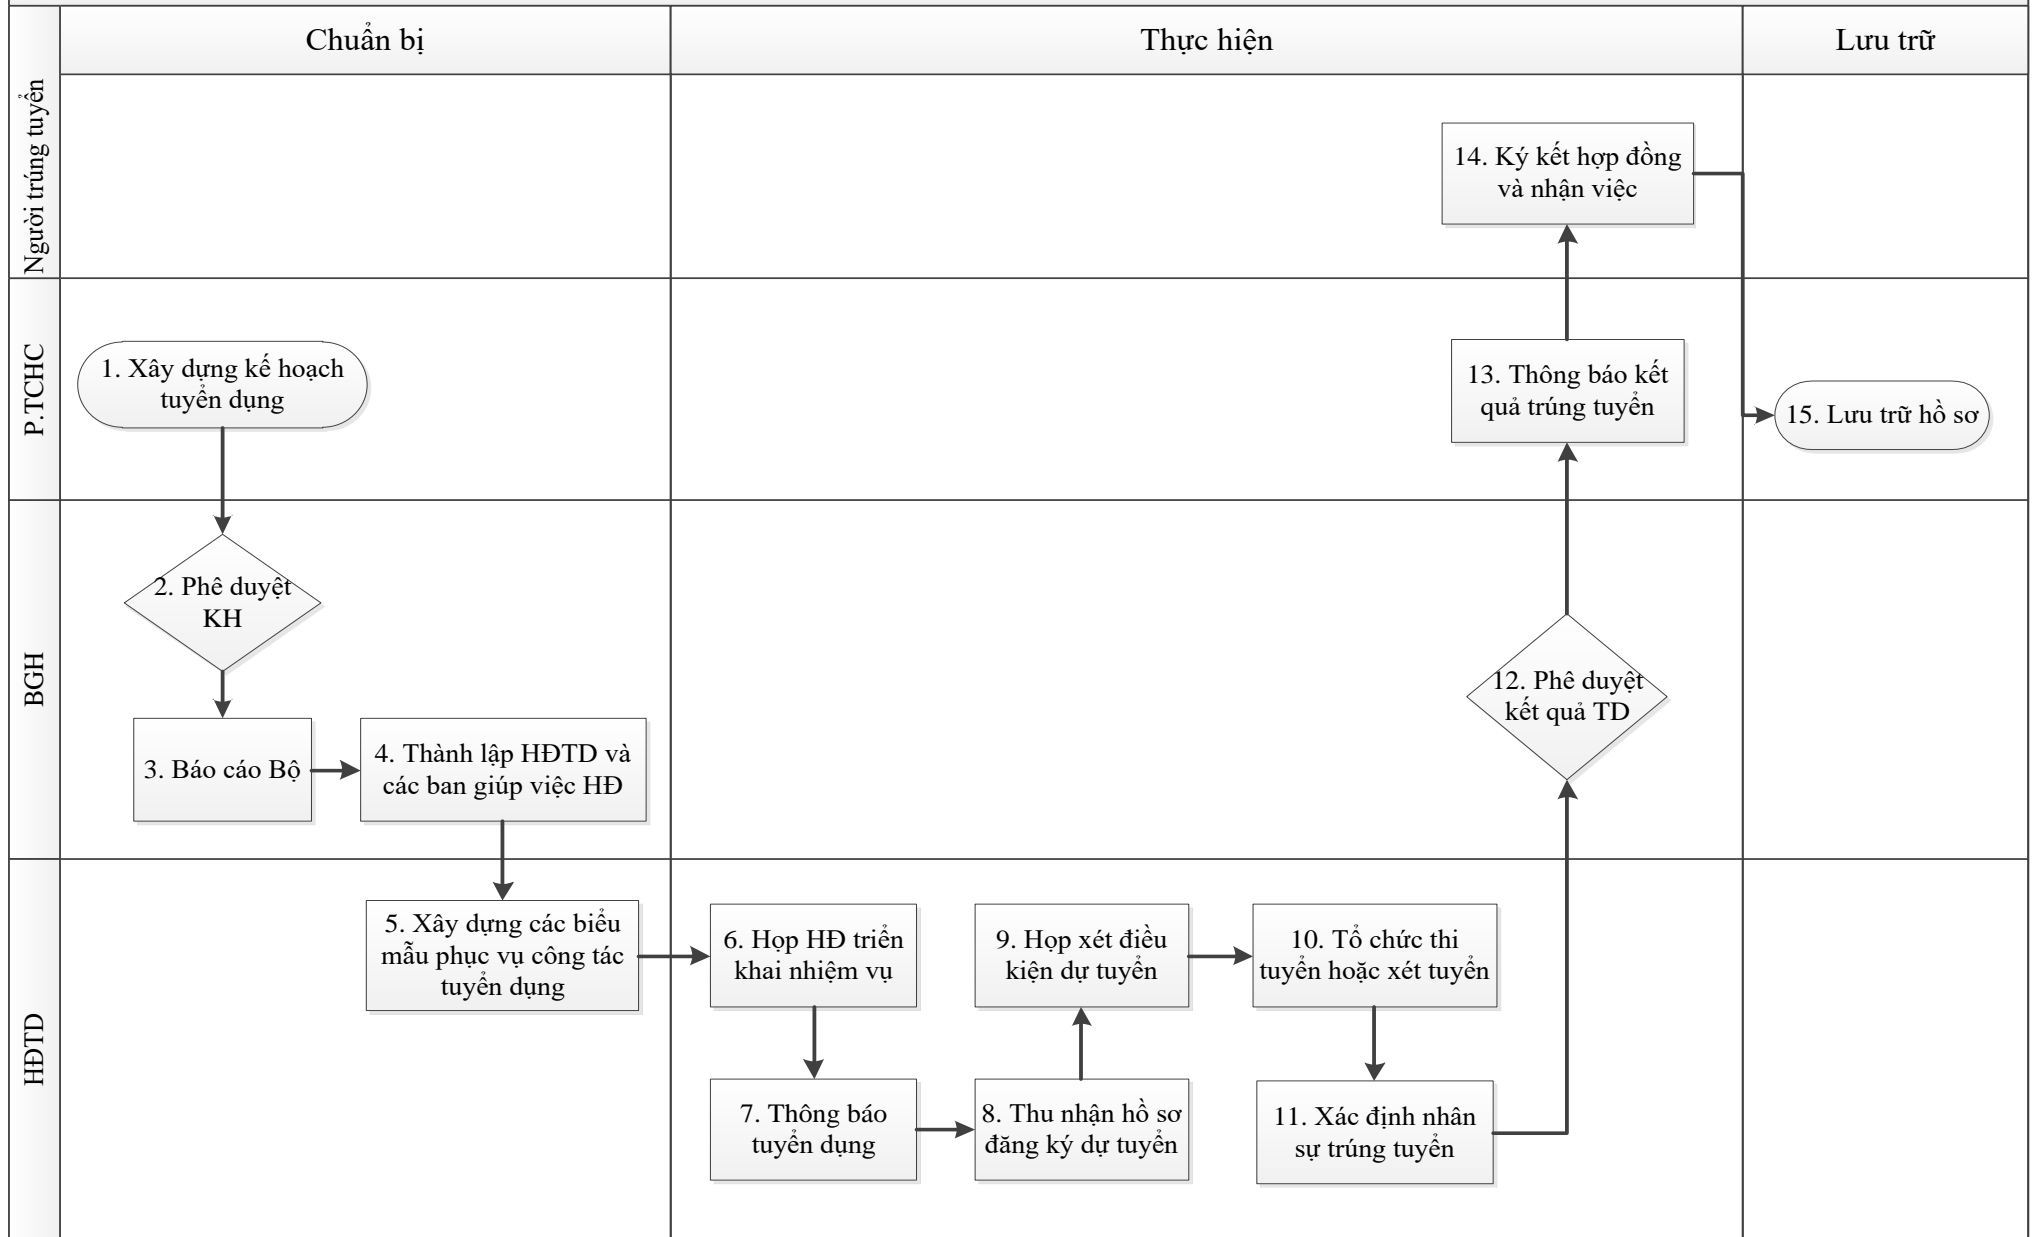 Chuẩn bị
Thực hiện
Lưu trữ
Người trúng tuyển
14. Ký kết hợp đồng
và nhận việc
P.TCHC
1. Xây dựng kế hoạch
tuyển dụng
13. Thông báo kết
quả trúng tuyển
15. Lưu trữ hồ sơ
BGH
2. Phê duyệt
KH
3. Báo cáo Bộ
4. Thành lập HĐTD và
các ban giúp việc HĐ
12. Phê duyệt
kết quả TD
HĐTD
5. Xây dựng các biểu
mẫu phục vụ công tác
tuyển dụng
6. Họp HĐ triển
khai nhiệm vụ
7. Thông báo
tuyển dụng
8. Thu nhận hồ sơ
đăng ký dự tuyển
9. Họp xét điều
kiện dự tuyển
10. Tổ chức thi
tuyển hoặc xét tuyển
11. Xác định nhân
sự trúng tuyển